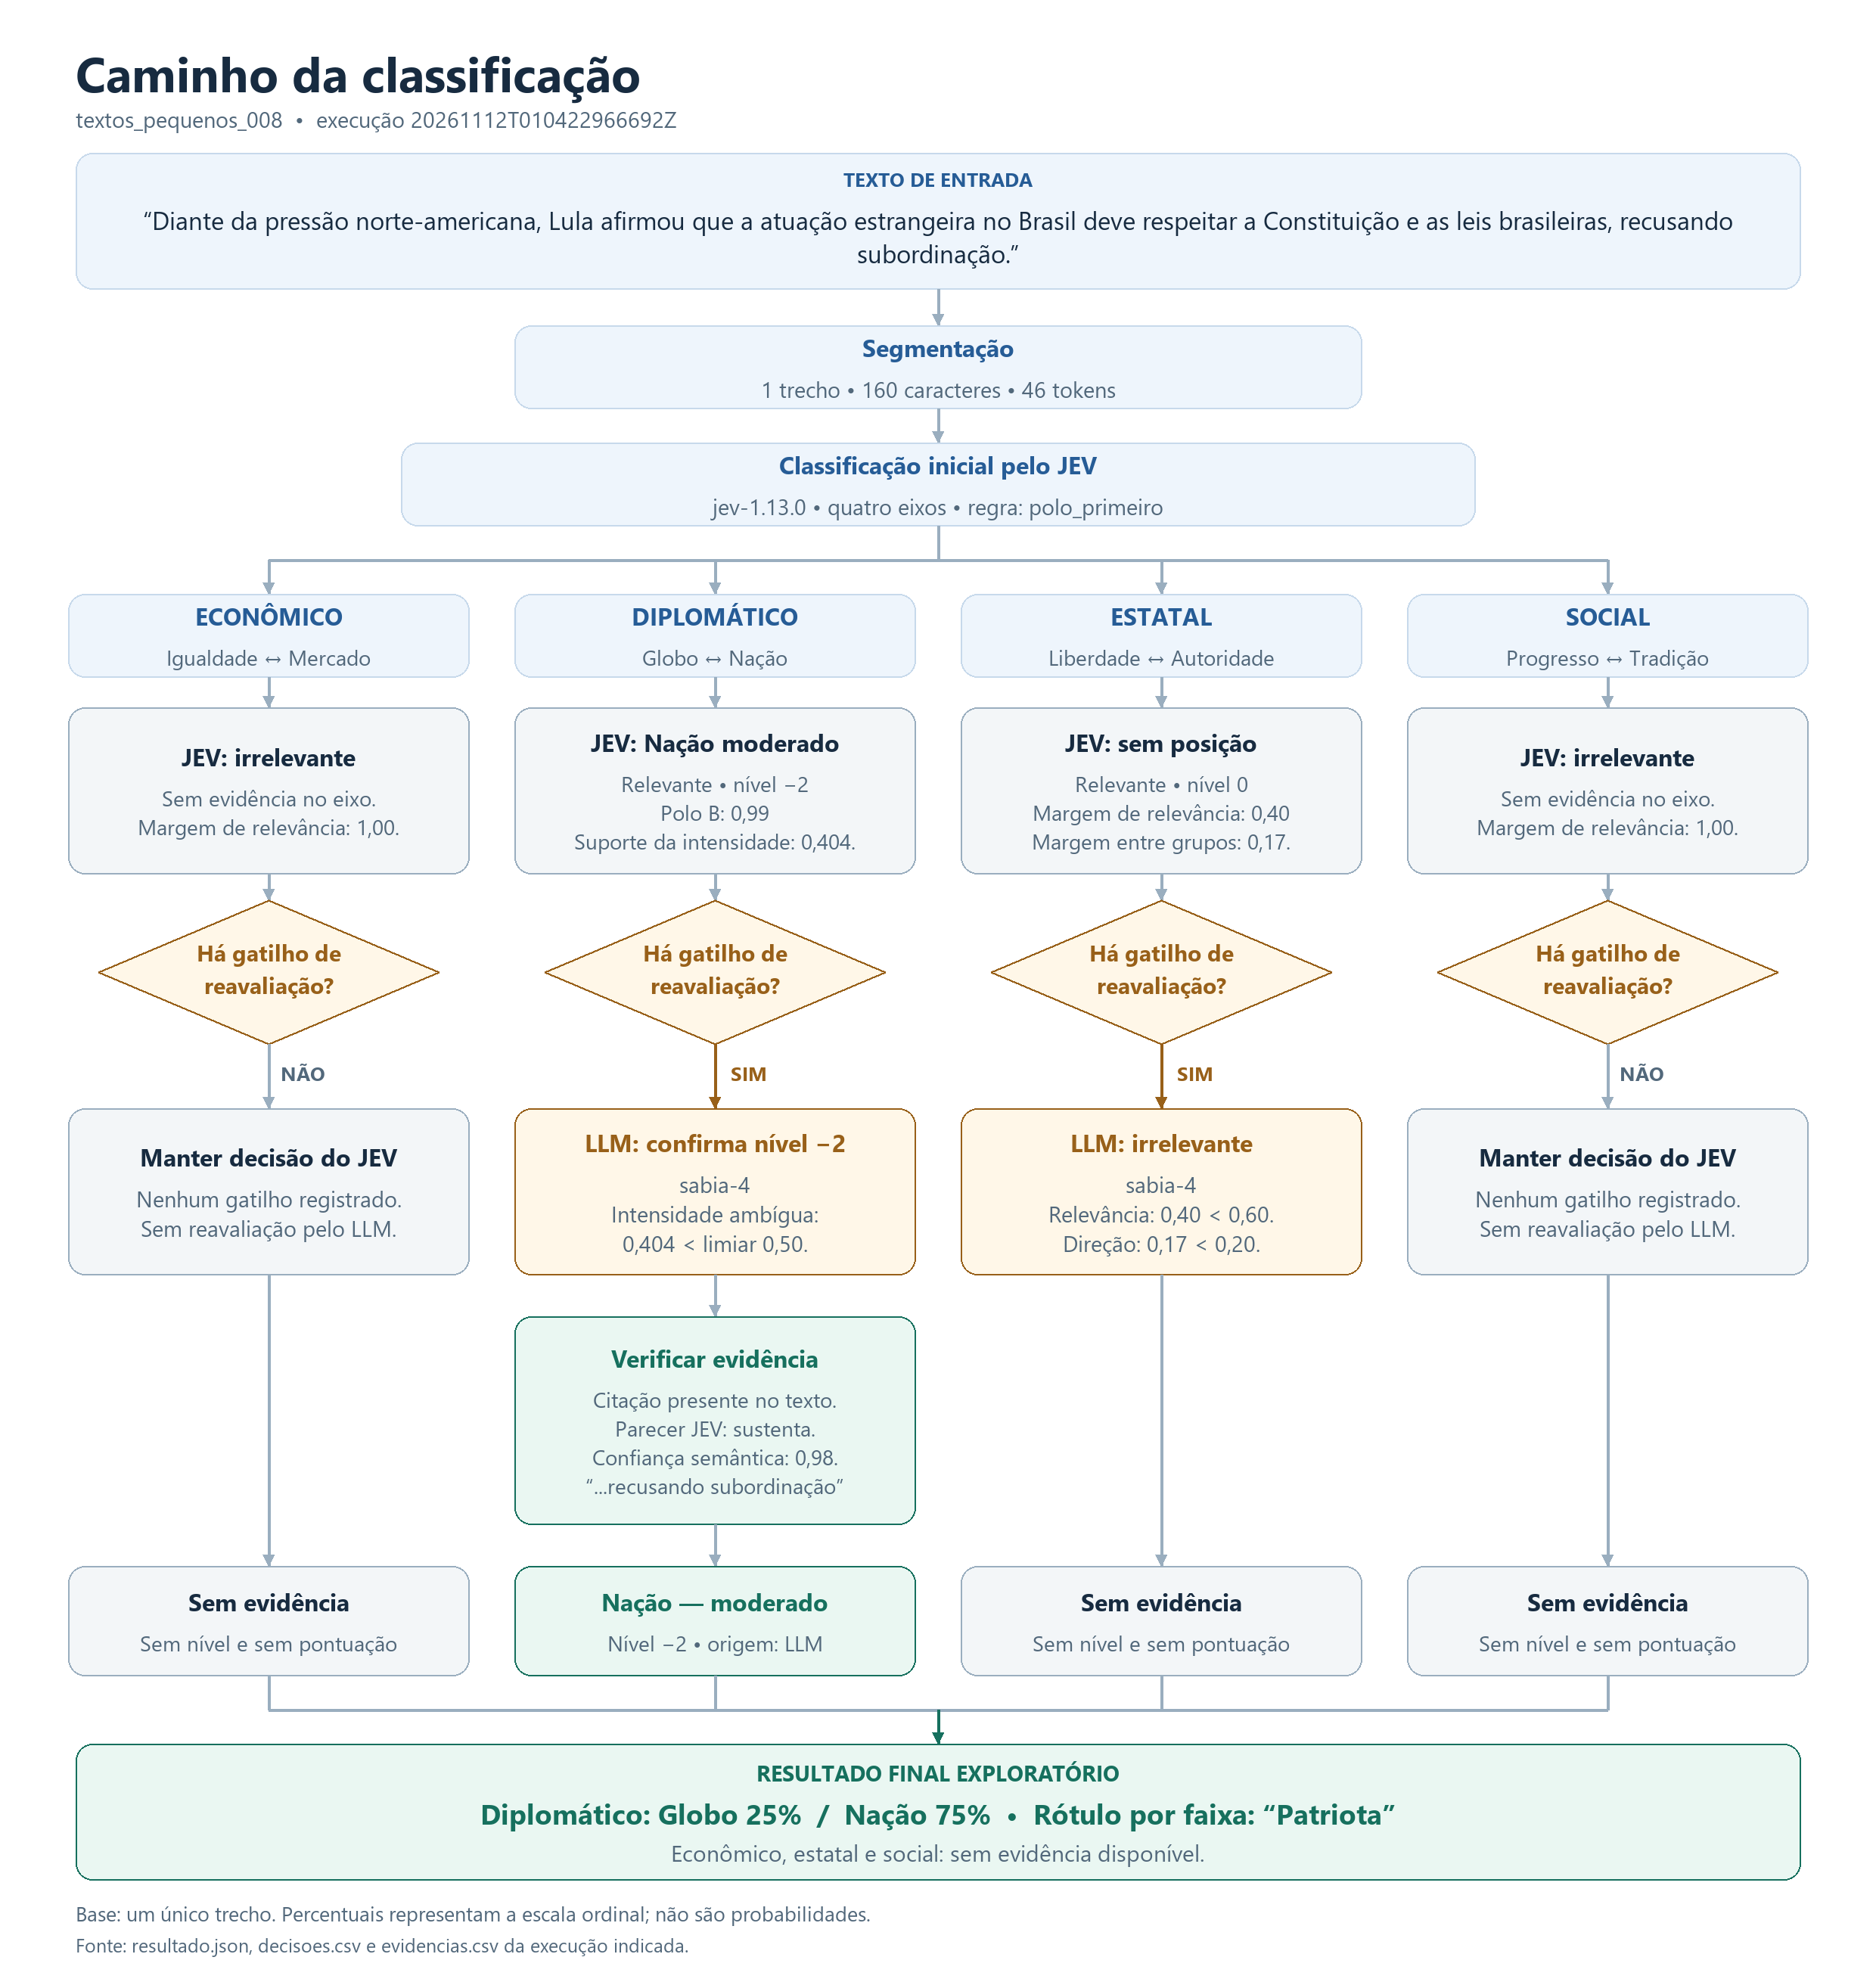 Caminho da classificação
textos_pequenos_008 • execução 20261112T010422966692Z
TEXTO DE ENTRADA
“Diante da pressão norte-americana, Lula afirmou que a atuação estrangeira no Brasil deve respeitar a Constituição e as leis brasileiras, recusando
subordinação.”
Segmentação
1 trecho • 160 caracteres • 46 tokens
Classificação inicial pelo JEV
jev-1.13.0 • quatro eixos • regra: polo_primeiro
ECONÔMICO
Igualdade ↔ Mercado
DIPLOMÁTICO
Globo ↔ Nação
ESTATAL
Liberdade ↔ Autoridade
SOCIAL
Progresso ↔ Tradição
JEV: irrelevante
Sem evidência no eixo.
Margem de relevância: 1,00.
JEV: Nação moderado
Relevante • nível −2
Polo B: 0,99
Suporte da intensidade: 0,404.
JEV: sem posição
Relevante • nível 0
Margem de relevância: 0,40
Margem entre grupos: 0,17.
JEV: irrelevante
Sem evidência no eixo.
Margem de relevância: 1,00.
Há gatilho de
reavaliação?
Há gatilho de
reavaliação?
Há gatilho de
reavaliação?
Há gatilho de
reavaliação?
NÃO
SIM
SIM
NÃO
Manter decisão do JEV
Nenhum gatilho registrado.
Sem reavaliação pelo LLM.
LLM: confirma nível −2
sabia-4
Intensidade ambígua:
0,404 < limiar 0,50.
LLM: irrelevante
sabia-4
Relevância: 0,40 < 0,60.
Direção: 0,17 < 0,20.
Manter decisão do JEV
Nenhum gatilho registrado.
Sem reavaliação pelo LLM.
Verificar evidência
Citação presente no texto.
Parecer JEV: sustenta.
Confiança semântica: 0,98.
“...recusando subordinação”
Sem evidência
Sem nível e sem pontuação
Nação — moderado
Nível −2 • origem: LLM
Sem evidência
Sem nível e sem pontuação
Sem evidência
Sem nível e sem pontuação
RESULTADO FINAL EXPLORATÓRIO
Diplomático: Globo 25% / Nação 75% • Rótulo por faixa: “Patriota”
Econômico, estatal e social: sem evidência disponível.
Base: um único trecho. Percentuais representam a escala ordinal; não são probabilidades.
Fonte: resultado.json, decisoes.csv e evidencias.csv da execução indicada.